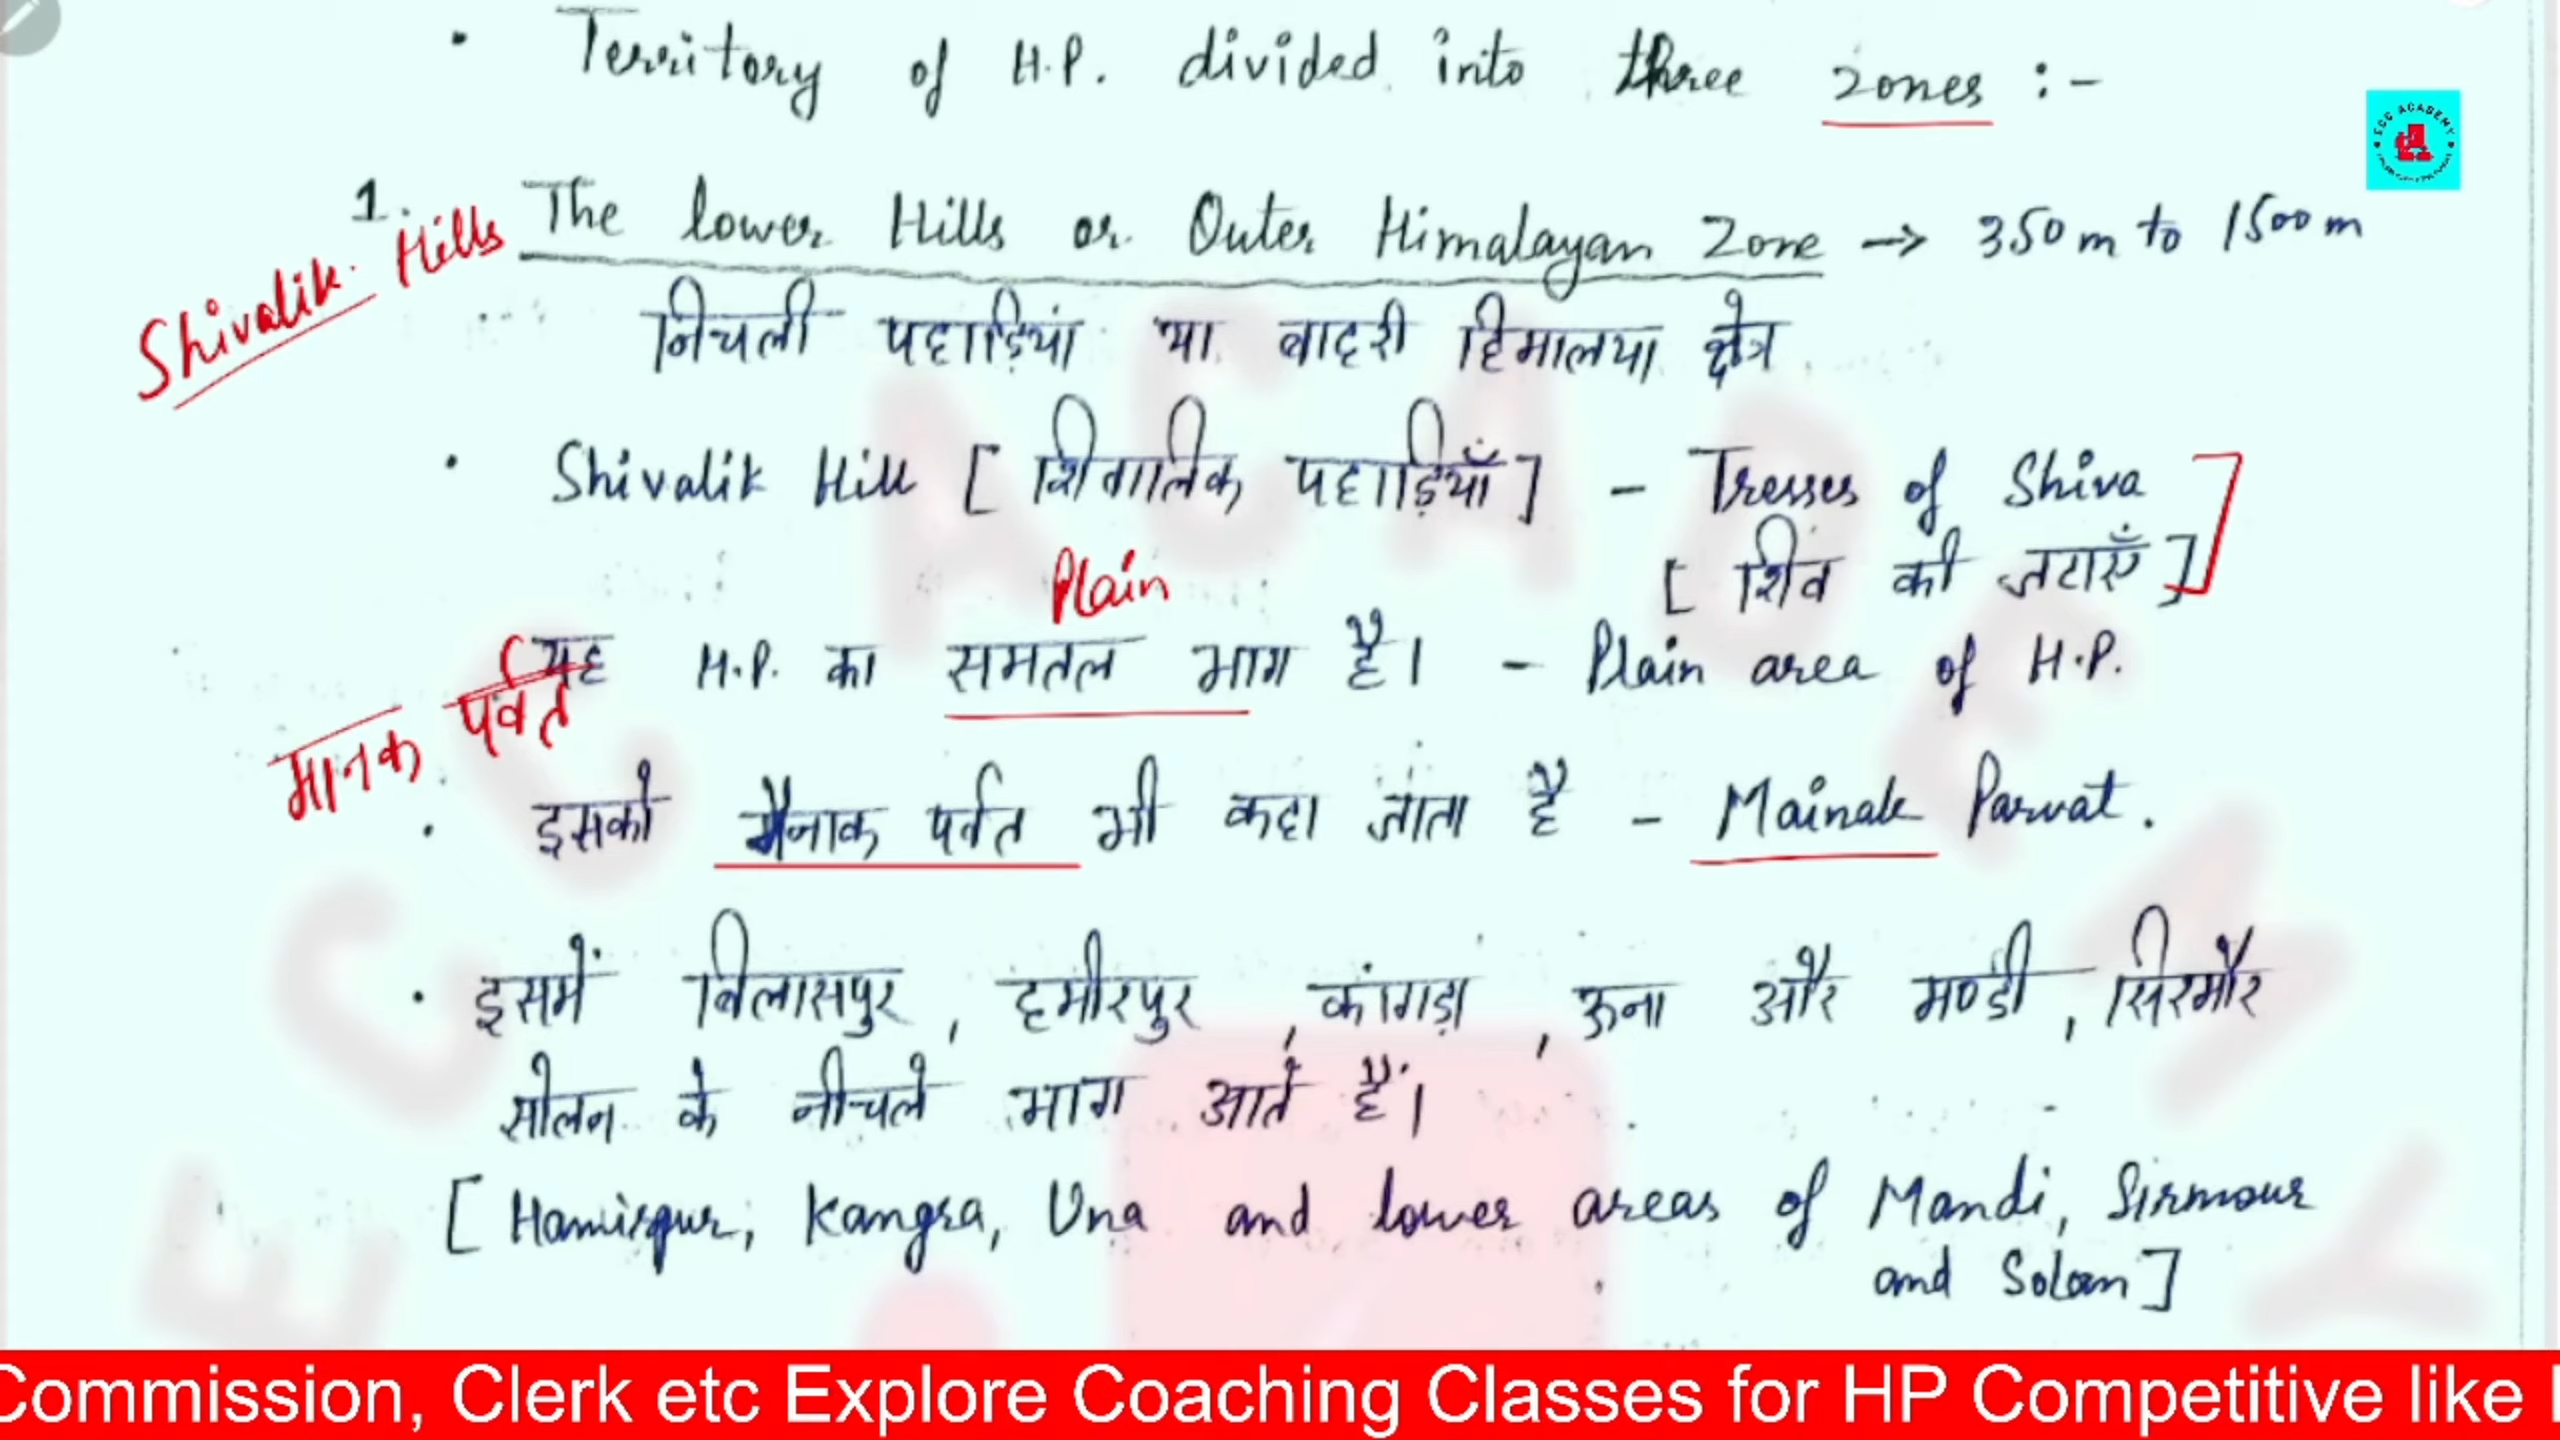 · Territory of H.P. divided into three zones :-
1. The lower Hills or Outer Himalayan Zone → 350m to 1500m
Shivalik Hills
निचली पहाड़ियां या बाहरी हिमालया क्षेत्र
· Shivalik Hill [ शिवालिक पहाड़ियाँ ] - Tresses of Shiva
[ शिव की जटाएँ ]
Plain
यह H.P. का समतल भाग है। - Plain area of H.P.
मानक पर्वत
· इसको मैनाक पर्वत भी कहा जाता है - Mainak Parvat.
· इसमें बिलासपुर, हमीरपुर, कांगड़ा, ऊना और मण्डी, सिरमौर
सोलन के नीचले भाग आते हैं।
[ Hamirpur, Kangra, Una and lower areas of Mandi, Sirmour
and Solan ]
Commission, Clerk etc Explore Coaching Classes for HP Competitive like